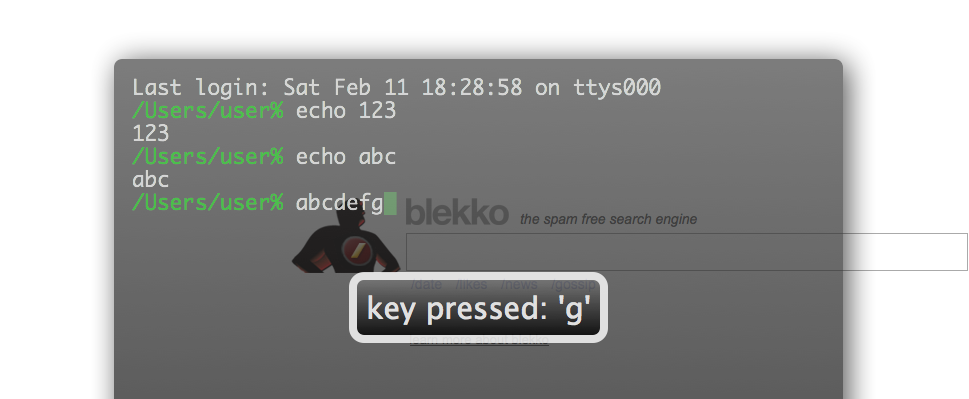 Last login: Sat Feb 11 18:28:58 on ttys000
/Users/user% echo 123
123
/Users/user% echo abc
abc
/Users/user% abcdefg
blekko the spam free search engine
/date /likes /news /gossip
key pressed: 'g'
learn more about blekko